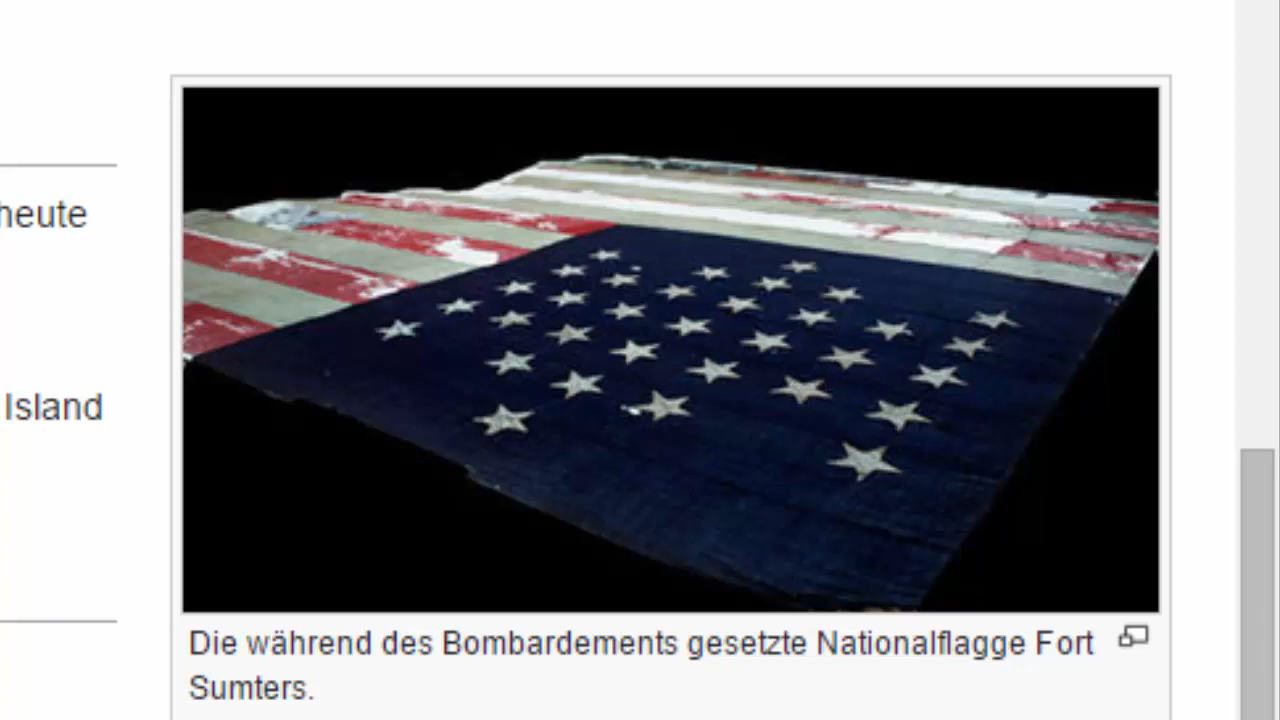 heute
Island
Die während des Bombardements gesetzte Nationalflagge Fort
Sumters.